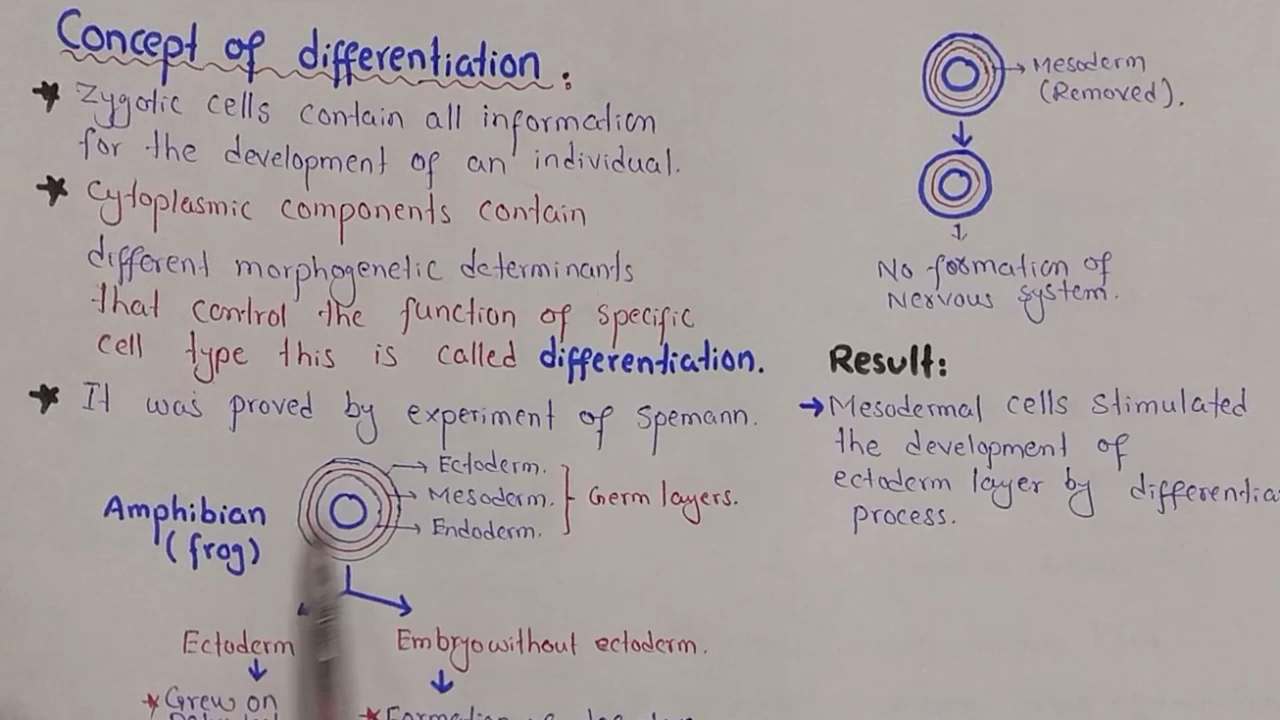 Concept of differentiation:
Zygotic cells contain all information
for the development of an individual.
Cytoplasmic components contain
different morphogenetic determinants
that control the function of specific
cell type this is called differentiation.
It was proved by experiment of Spemann.
Amphibian
(frog)
Ectoderm.
Mesoderm.
Endoderm.
Germ layers.
Ectoderm
Grew on
Embryo without ectoderm.
Mesoderm
(Removed).
No formation of
Nervous system.
Result:
Mesodermal cells stimulated
the development of
ectoderm layer by differentia
process.